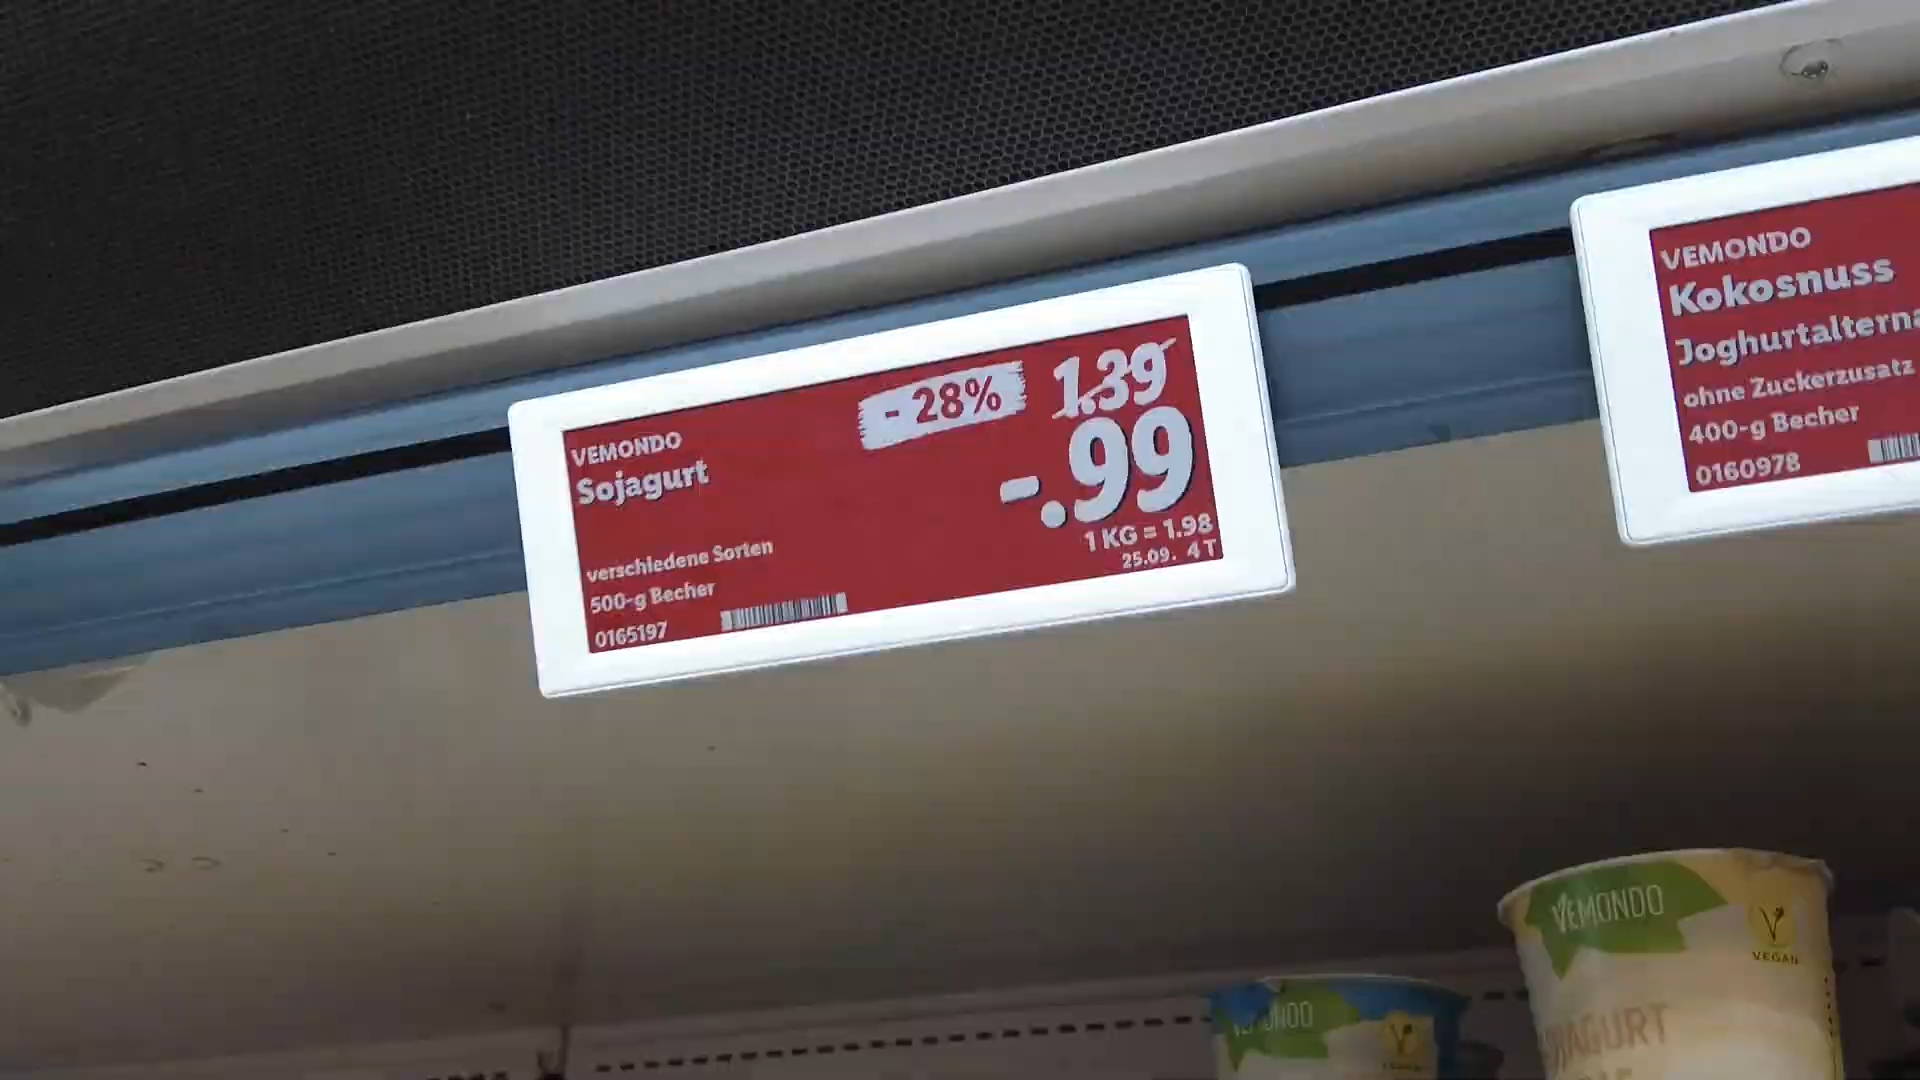 VEMONDO
Sojagurt
- 28%
1.39
-.99
1 KG = 1.98
25.09. 4 T
verschiedene Sorten
500-g Becher
0165197
VEMONDO
Kokosnuss
ohne Zuckerzusatz
400-g Becher
0160978
VEMONDO
VEGAN